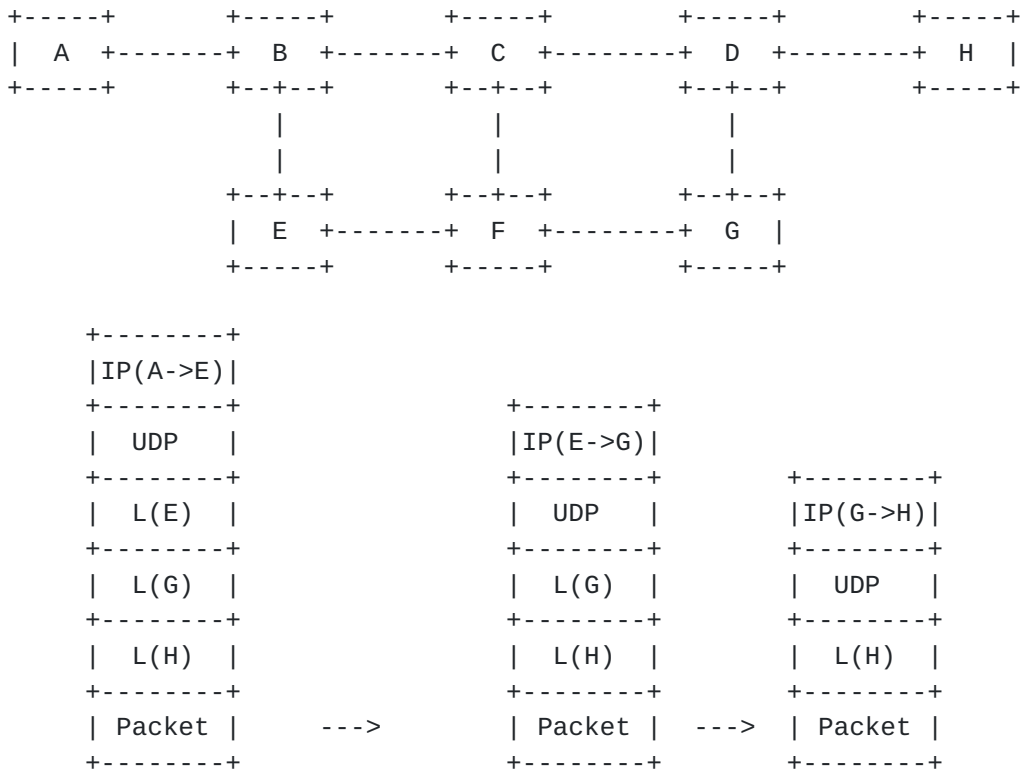 +-----+       +-----+       +-----+        +-----+        +-----+
|  A  +-------+  B  +-------+  C  +--------+  D  +--------+  H  |
+-----+       +--+--+       +--+--+        +--+--+        +-----+
                 |             |              |
                 |             |              |
              +--+--+       +--+--+        +--+--+
              |  E  +-------+  F  +--------+  G  |
              +-----+       +-----+        +-----+

     +--------+
     |IP(A->E)|
     +--------+                 +--------+
     |  UDP   |                 |IP(E->G)|
     +--------+                 +--------+        +--------+
     |  L(E)  |                 |  UDP   |        |IP(G->H)|
     +--------+                 +--------+        +--------+
     |  L(G)  |                 |  L(G)  |        |  UDP   |
     +--------+                 +--------+        +--------+
     |  L(H)  |                 |  L(H)  |        |  L(H)  |
     +--------+                 +--------+        +--------+
     | Packet |     --->        | Packet |  --->  | Packet |
     +--------+                 +--------+        +--------+